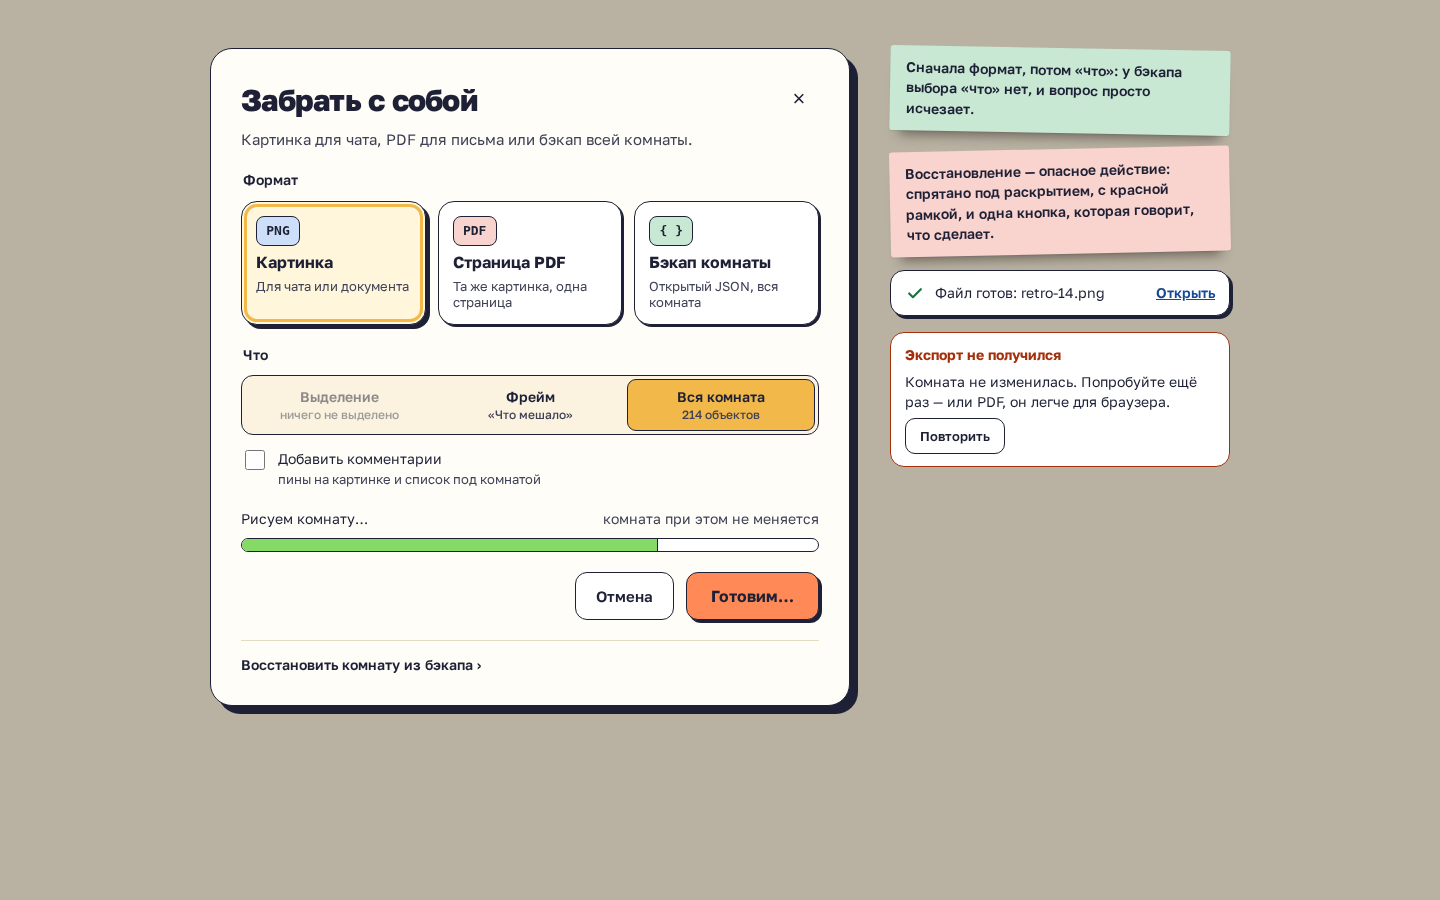 Забрать с собой
×
Картинка для чата, PDF для письма или бэкап всей комнаты.
Формат
PNG
Картинка
Для чата или документа
PDF
Страница PDF
Та же картинка, одна
страница
{ }
Бэкап комнаты
Открытый JSON, вся
комната
Что
Выделение
ничего не выделено
Фрейм
«Что мешало»
Вся комната
214 объектов
Добавить комментарии
пины на картинке и список под комнатой
Рисуем комнату…
комната при этом не меняется
Отмена
Готовим…
Восстановить комнату из бэкапа ›
Сначала формат, потом «что»: у бэкапа
выбора «что» нет, и вопрос просто
исчезает.
Восстановление — опасное действие:
спрятано под раскрытием, с красной
рамкой, и одна кнопка, которая говорит,
что сделает.
Файл готов: retro-14.png
Открыть
Экспорт не получился
Комната не изменилась. Попробуйте ещё
раз — или PDF, он легче для браузера.
Повторить